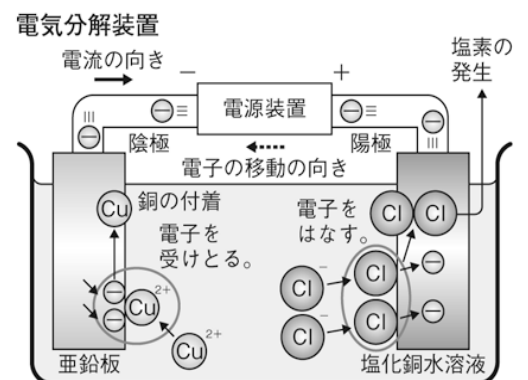 電気分解装置
電流の向き
塩素の
発生
− +
電源装置
陰極
陽極
電子の移動の向き
銅の付着
電子を
受けとる。
電子を
はなす。
Cu
Cl Cl
Cl
Cl⁻
Cu²⁺
Cl
Cl⁻
Cu²⁺
亜鉛板
塩化銅水溶液